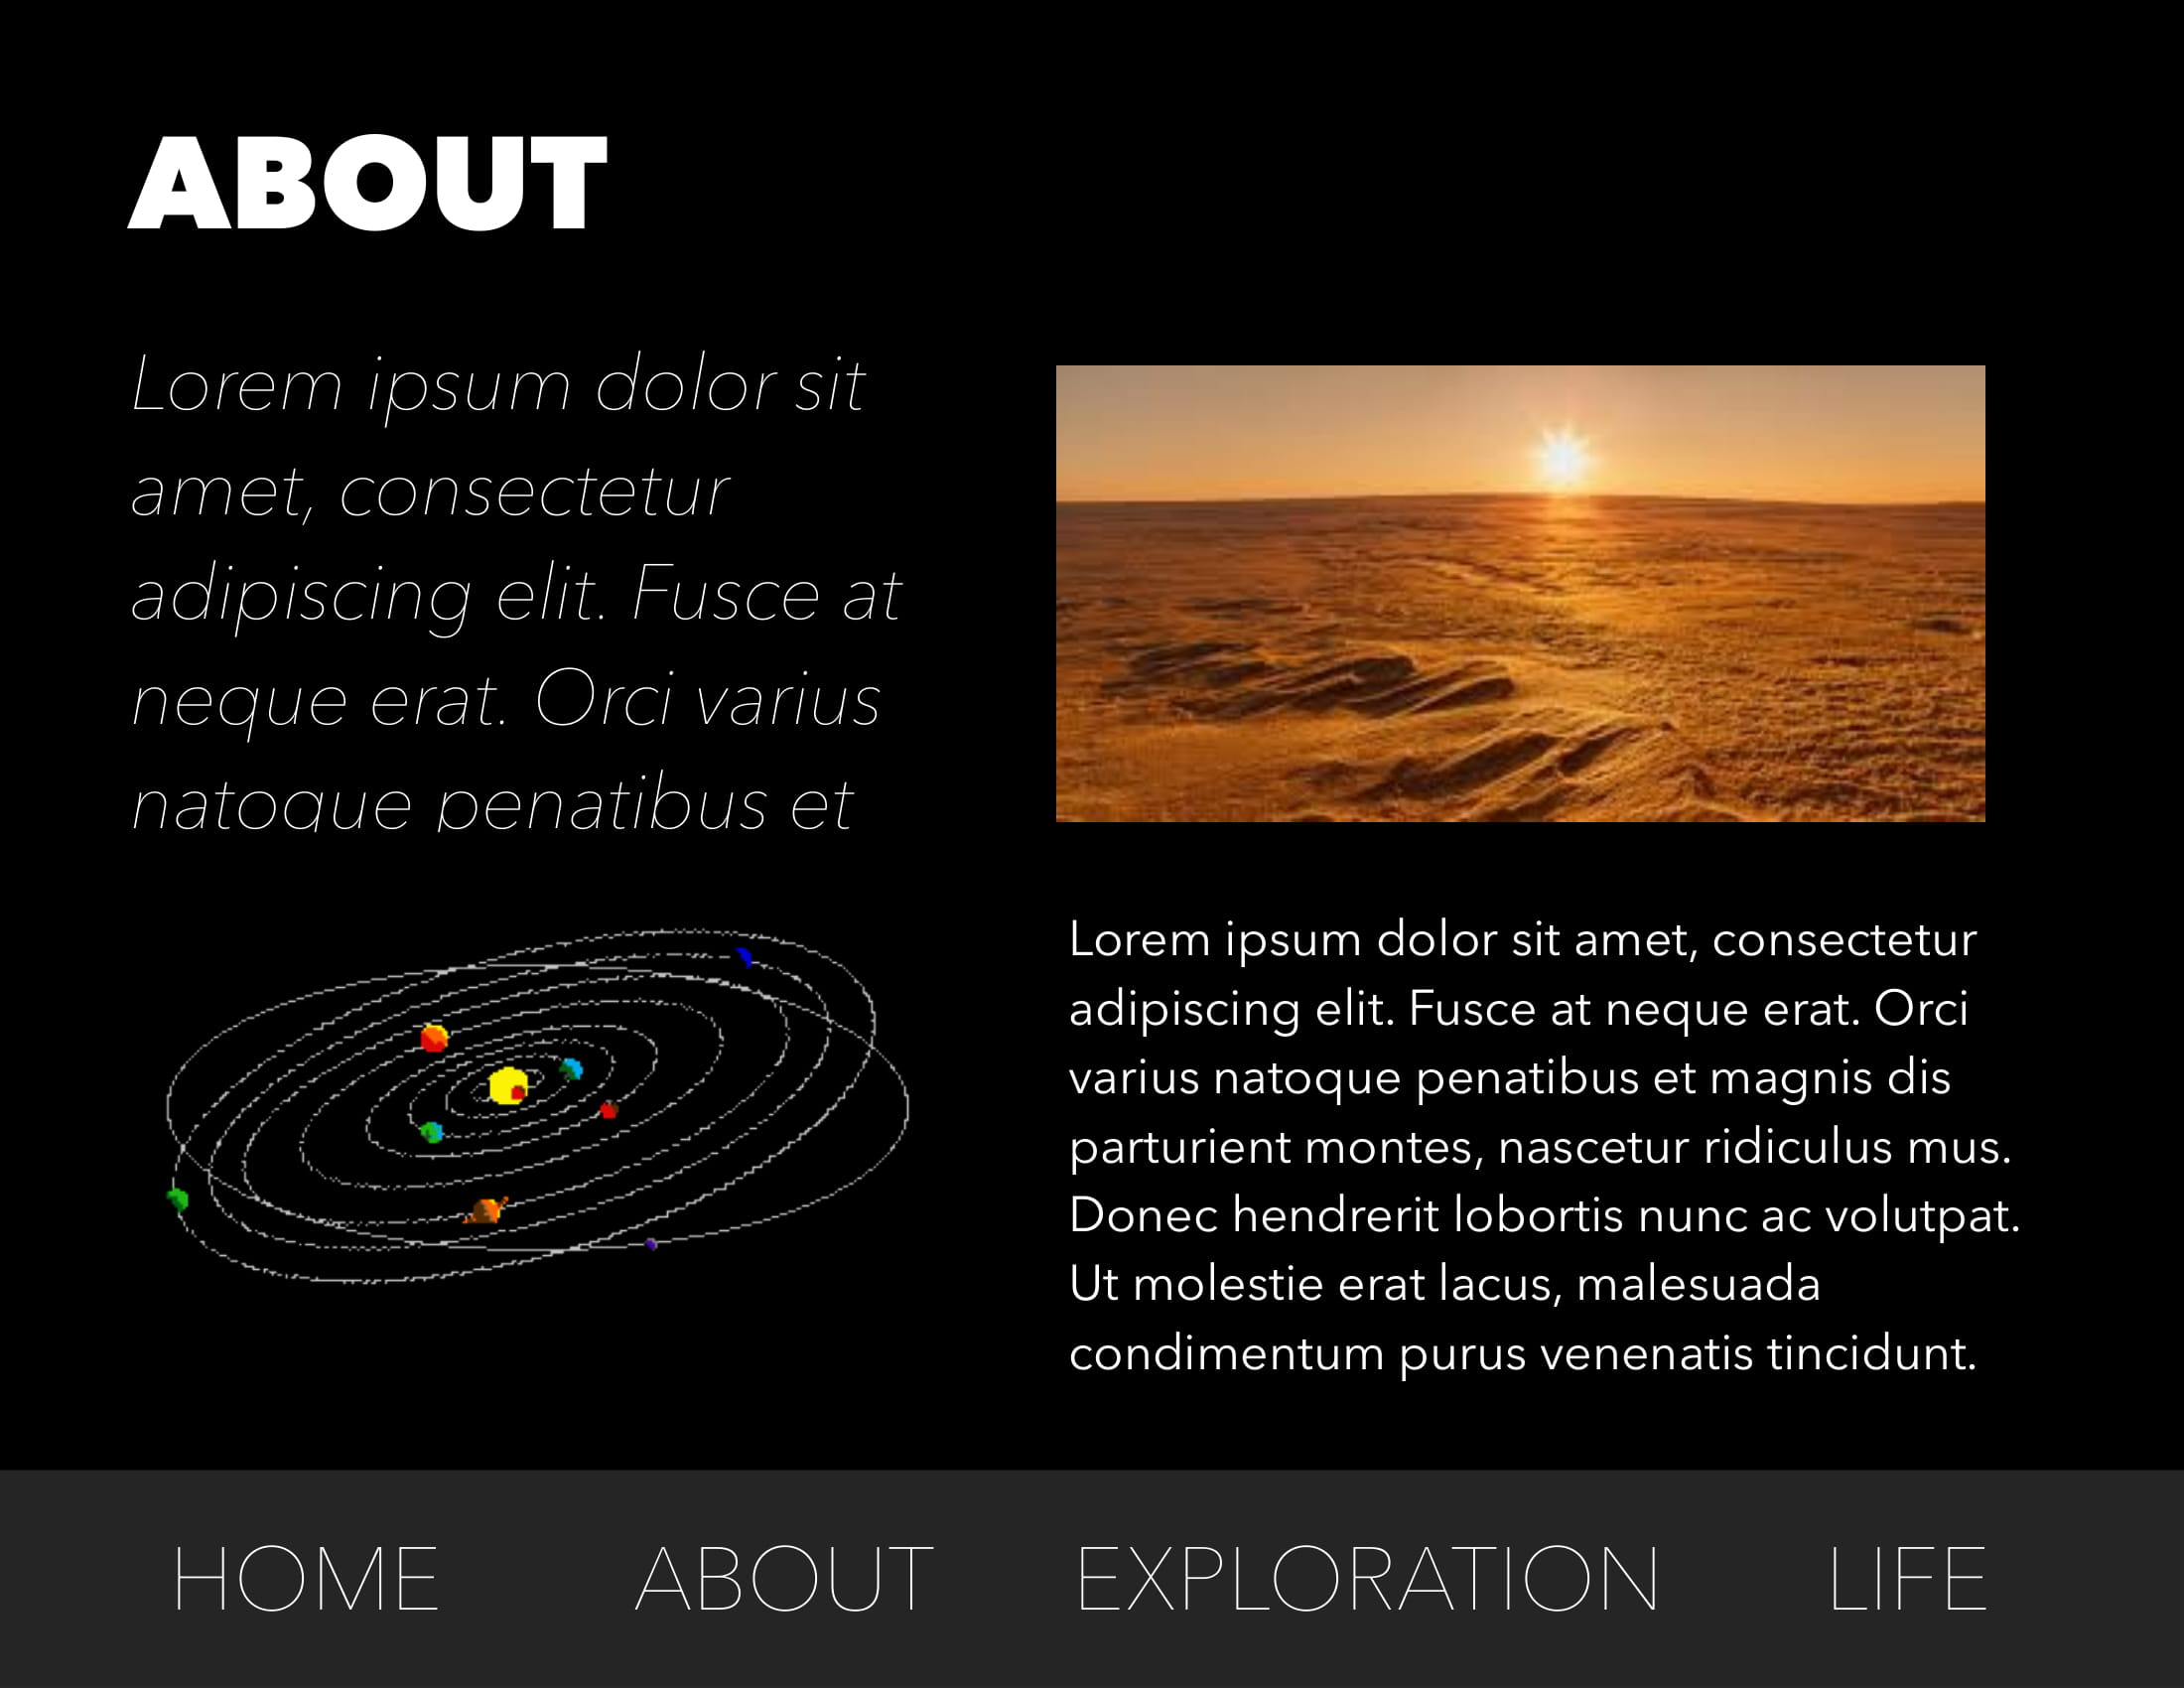 ABOUT
Lorem ipsum dolor sit
amet, consectetur
adipiscing elit. Fusce at
neque erat. Orci varius
natoque penatibus et
Lorem ipsum dolor sit amet, consectetur
adipiscing elit. Fusce at neque erat. Orci
varius natoque penatibus et magnis dis
parturient montes, nascetur ridiculus mus.
Donec hendrerit lobortis nunc ac volutpat.
Ut molestie erat lacus, malesuada
condimentum purus venenatis tincidunt.
HOME ABOUT EXPLORATION LIFE